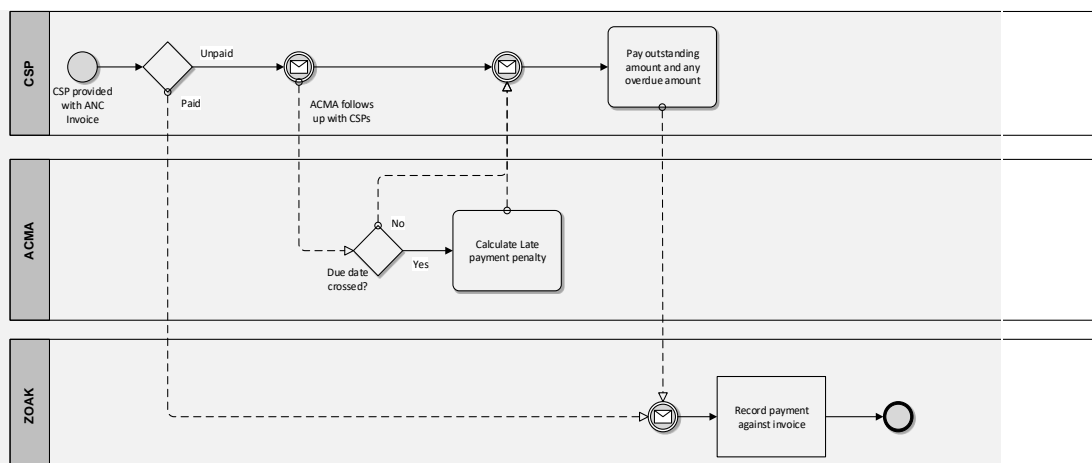 CSP
CSP provided
with ANC
Invoice
Unpaid
Paid
ACMA follows
up with CSPs
Pay outstanding
amount and any
overdue amount
ACMA
Due date
crossed?
No
Yes
Calculate Late
payment penalty
ZOAK
Record payment
against invoice